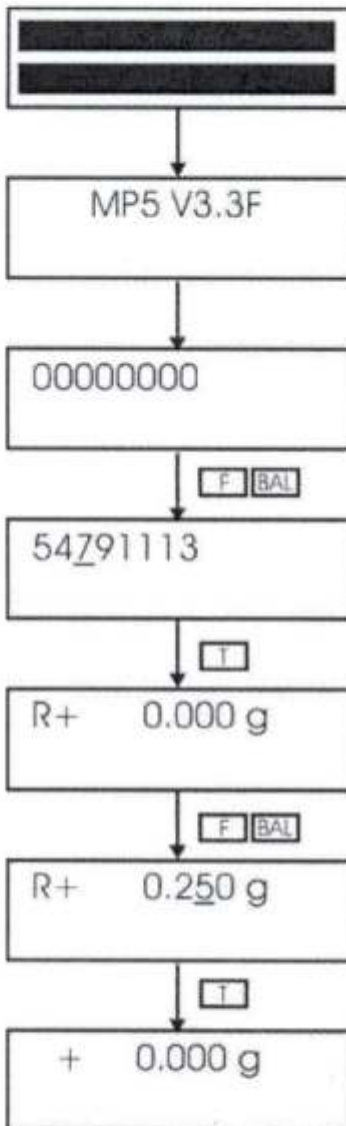 MP5 V3.3F
00000000
F BAL
54791113
T
R+ 0.000 g
F BAL
R+ 0.250 g
T
+ 0.000 g